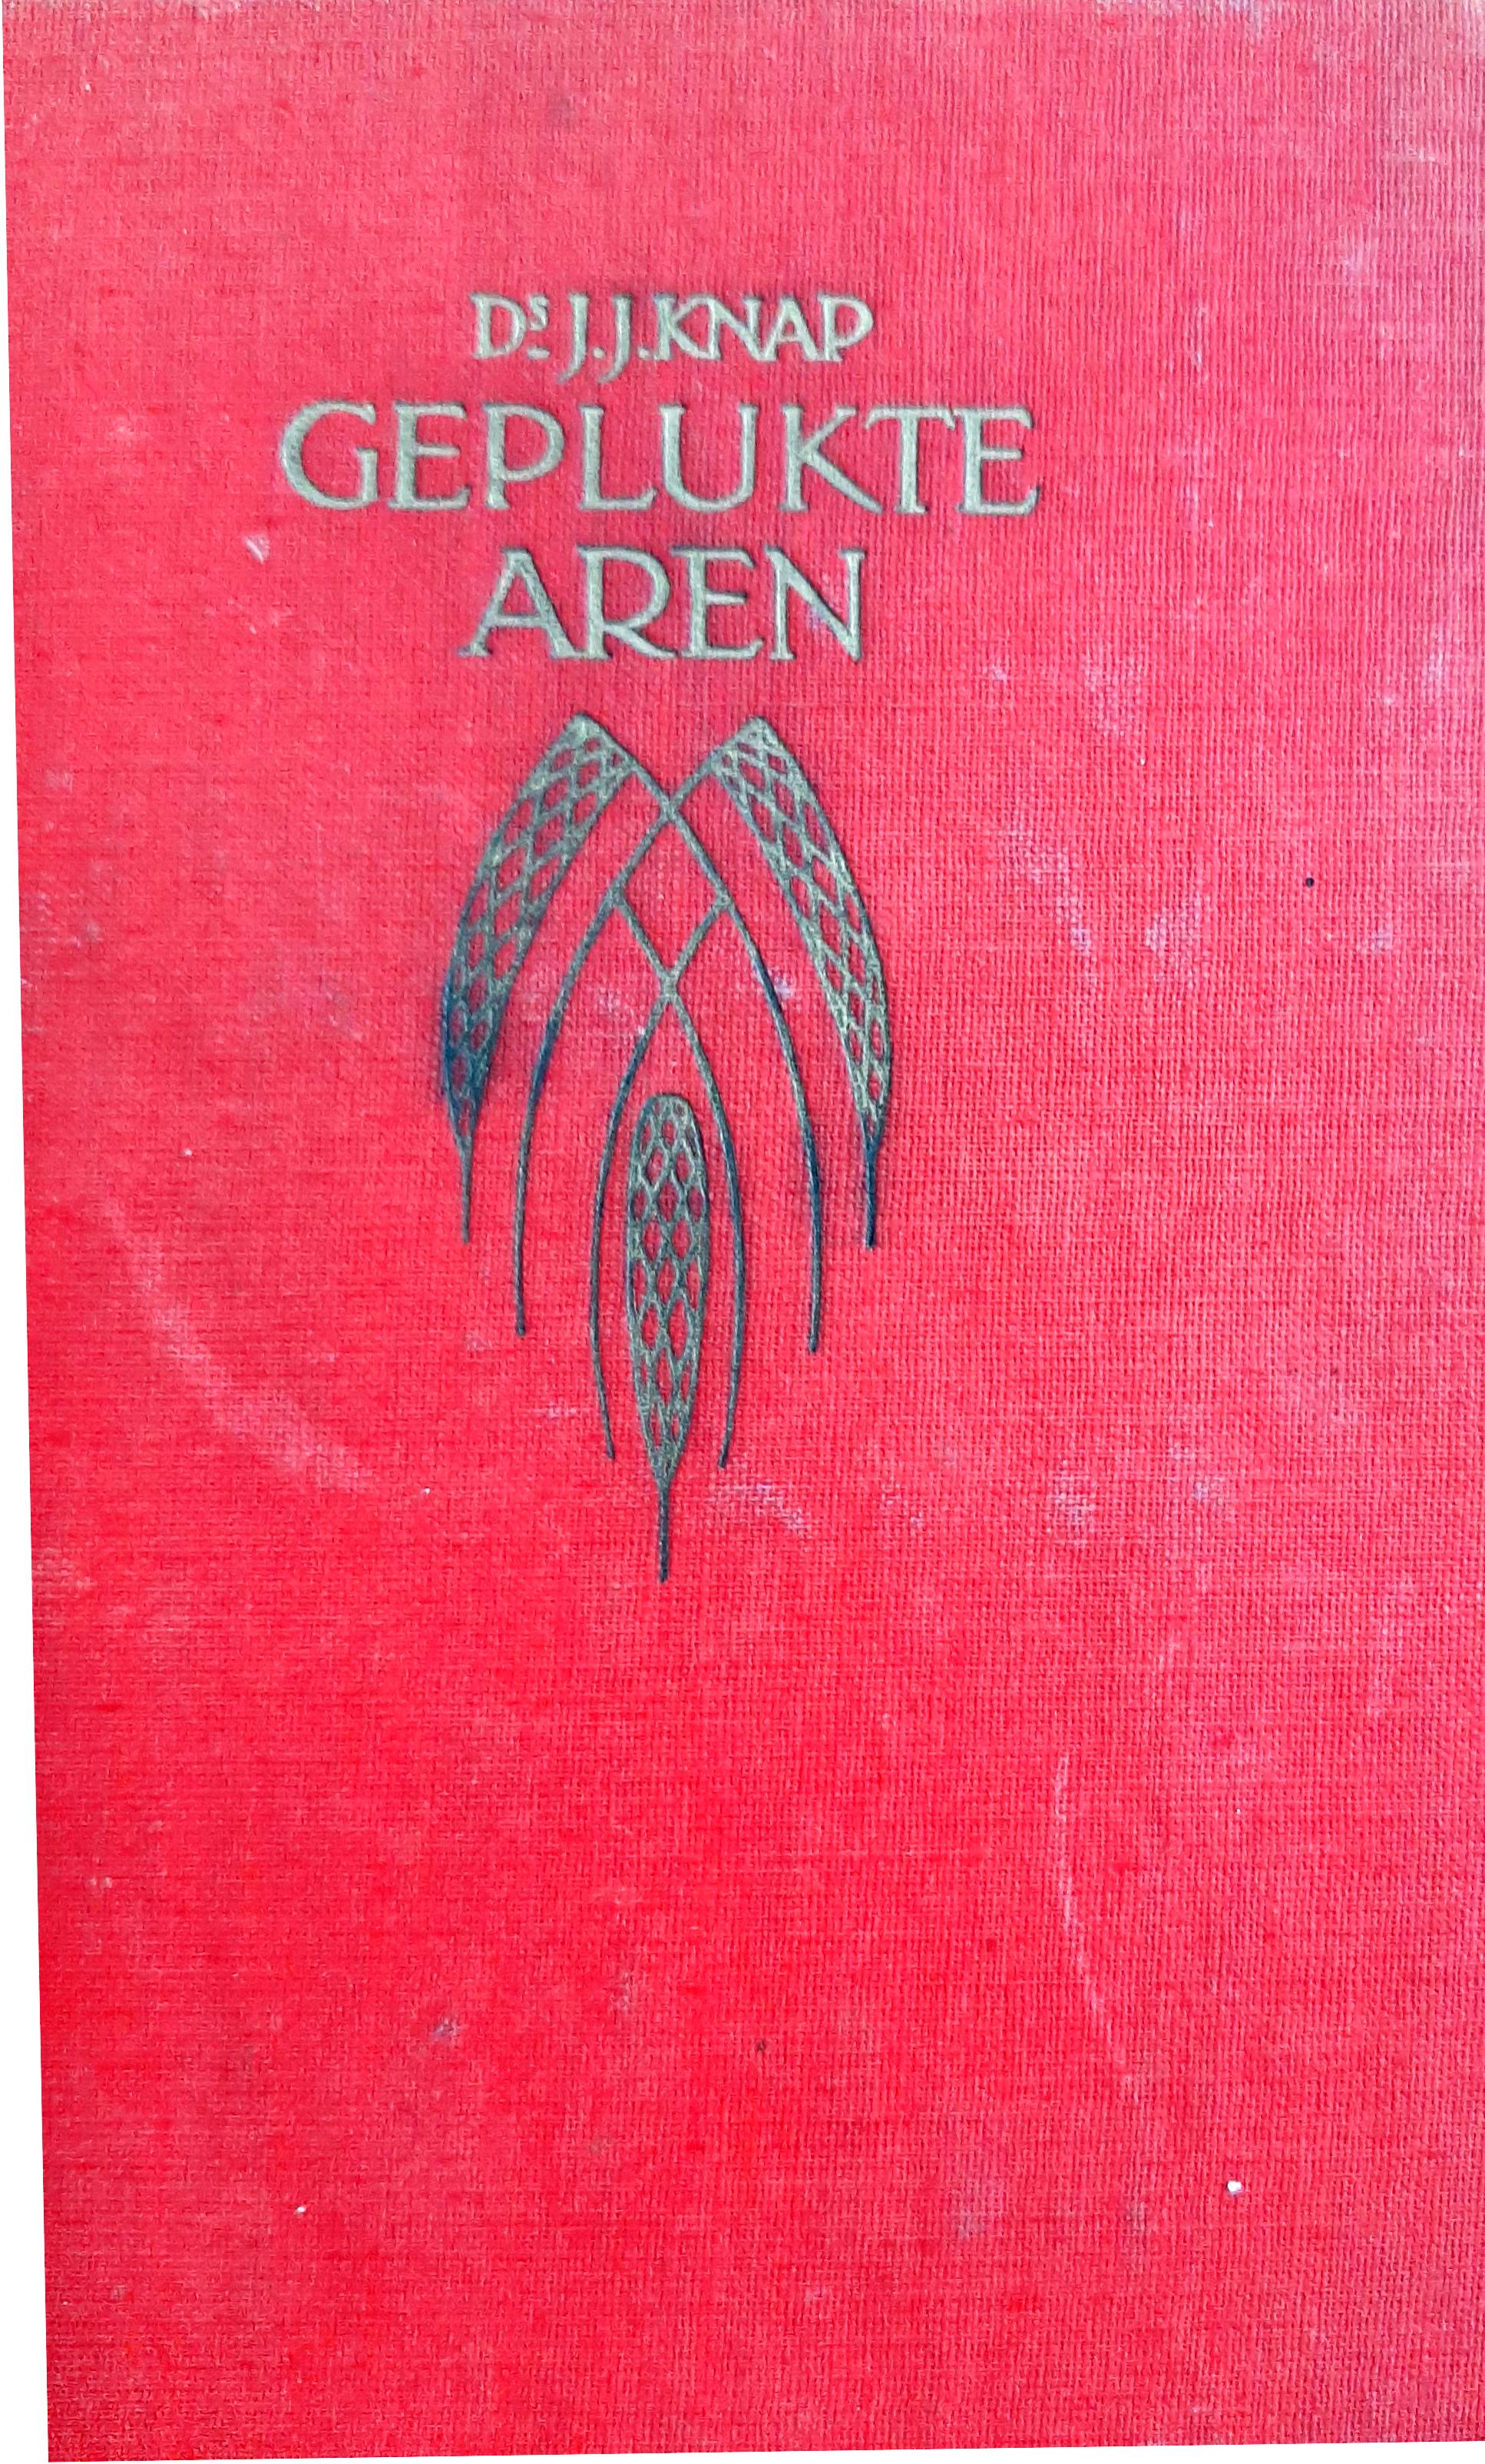 Ds. J.J. KNAP
GEPLUKTE
AREN